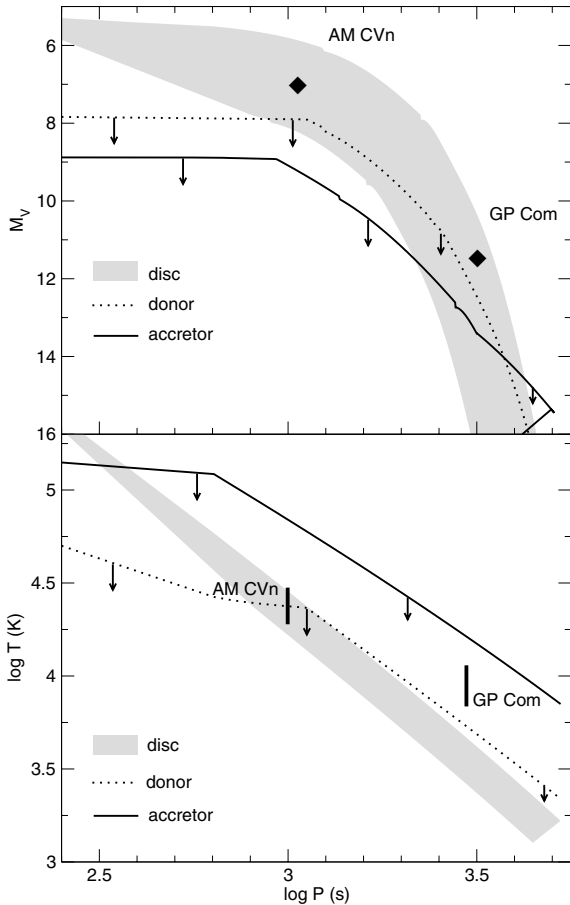 6
8
10
12
14
16
M_V
AM CVn
GP Com
disc
donor
accretor
5
4.5
4
3.5
3
log T (K)
AM CVn
GP Com
disc
donor
accretor
2.5
3
3.5
log P (s)